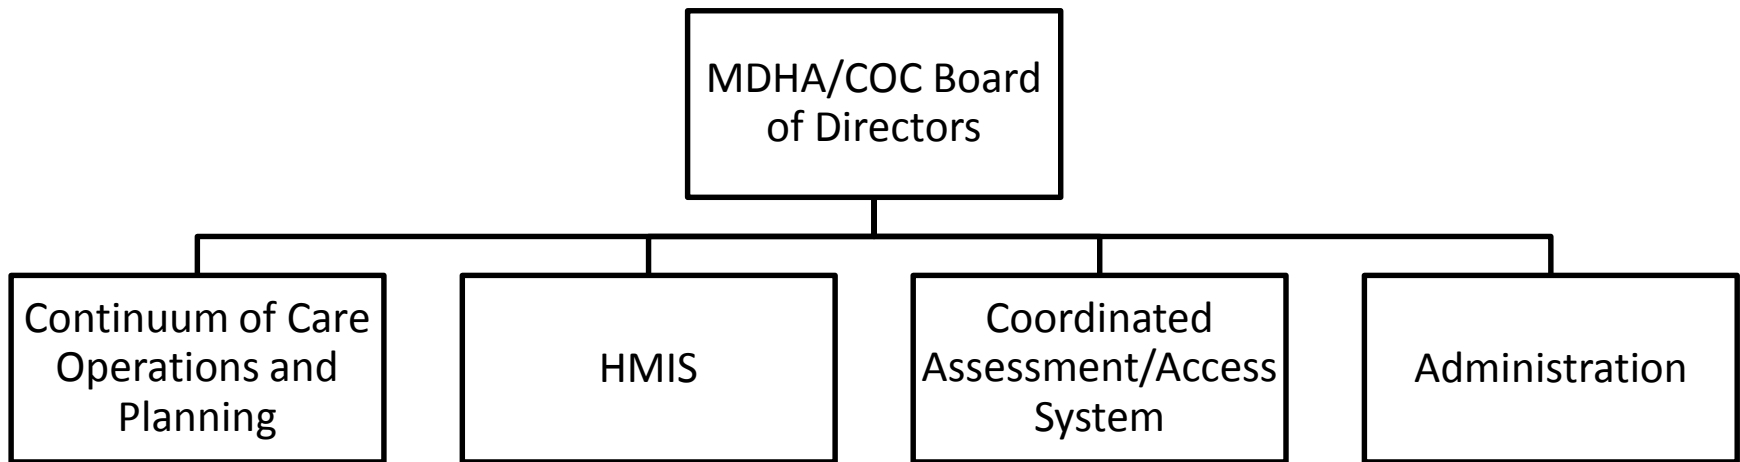 MDHA/COC Board
of Directors
Continuum of Care
Operations and
Planning
HMIS
Coordinated
Assessment/Access
System
Administration